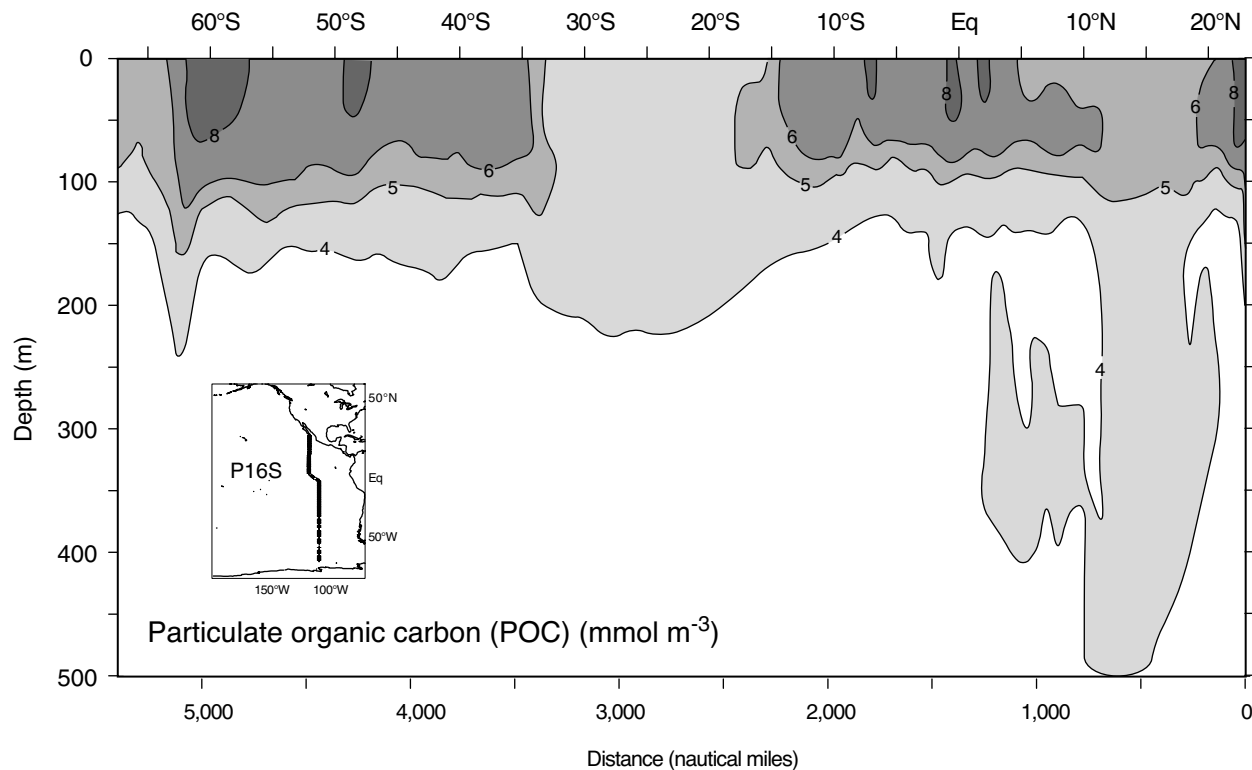 60°S 50°S 40°S 30°S 20°S 10°S Eq 10°N 20°N
0
8 8 8
6 6 6
100
5 5 5
4 4
200
4
300
400
500
Depth (m)
50°N
P16S
Eq
50°W
150°W 100°W
Particulate organic carbon (POC) (mmol m-3)
5,000 4,000 3,000 2,000 1,000 0
Distance (nautical miles)